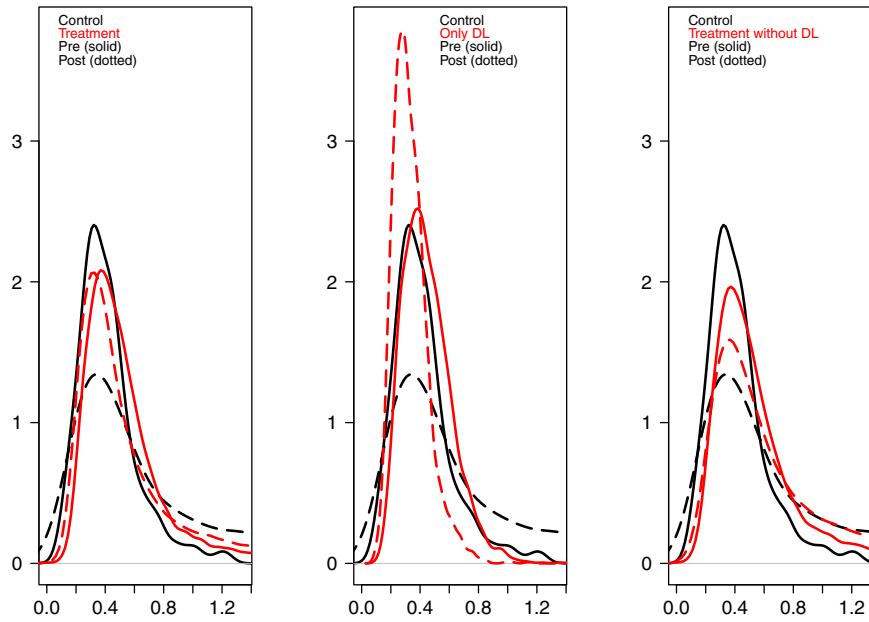 Control
Treatment
Pre (solid)
Post (dotted)
3
2
1
0
0.0 0.4 0.8 1.2
Control
Only DL
Pre (solid)
Post (dotted)
3
2
1
0
0.0 0.4 0.8 1.2
Control
Treatment without DL
Pre (solid)
Post (dotted)
3
2
1
0
0.0 0.4 0.8 1.2